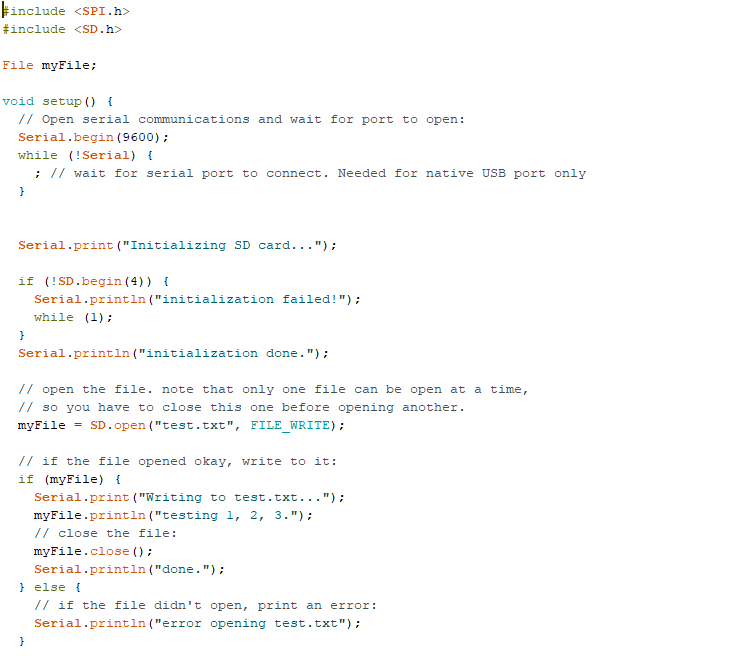 #include <SPI.h>
#include <SD.h>

File myFile;

void setup() {
  // Open serial communications and wait for port to open:
  Serial.begin(9600);
  while (!Serial) {
    ; // wait for serial port to connect. Needed for native USB port only
  }


  Serial.print("Initializing SD card...");

  if (!SD.begin(4)) {
    Serial.println("initialization failed!");
    while (1);
  }
  Serial.println("initialization done.");

  // open the file. note that only one file can be open at a time,
  // so you have to close this one before opening another.
  myFile = SD.open("test.txt", FILE_WRITE);

  // if the file opened okay, write to it:
  if (myFile) {
    Serial.print("Writing to test.txt...");
    myFile.println("testing 1, 2, 3.");
    // close the file:
    myFile.close();
    Serial.println("done.");
  } else {
    // if the file didn't open, print an error:
    Serial.println("error opening test.txt");
  }